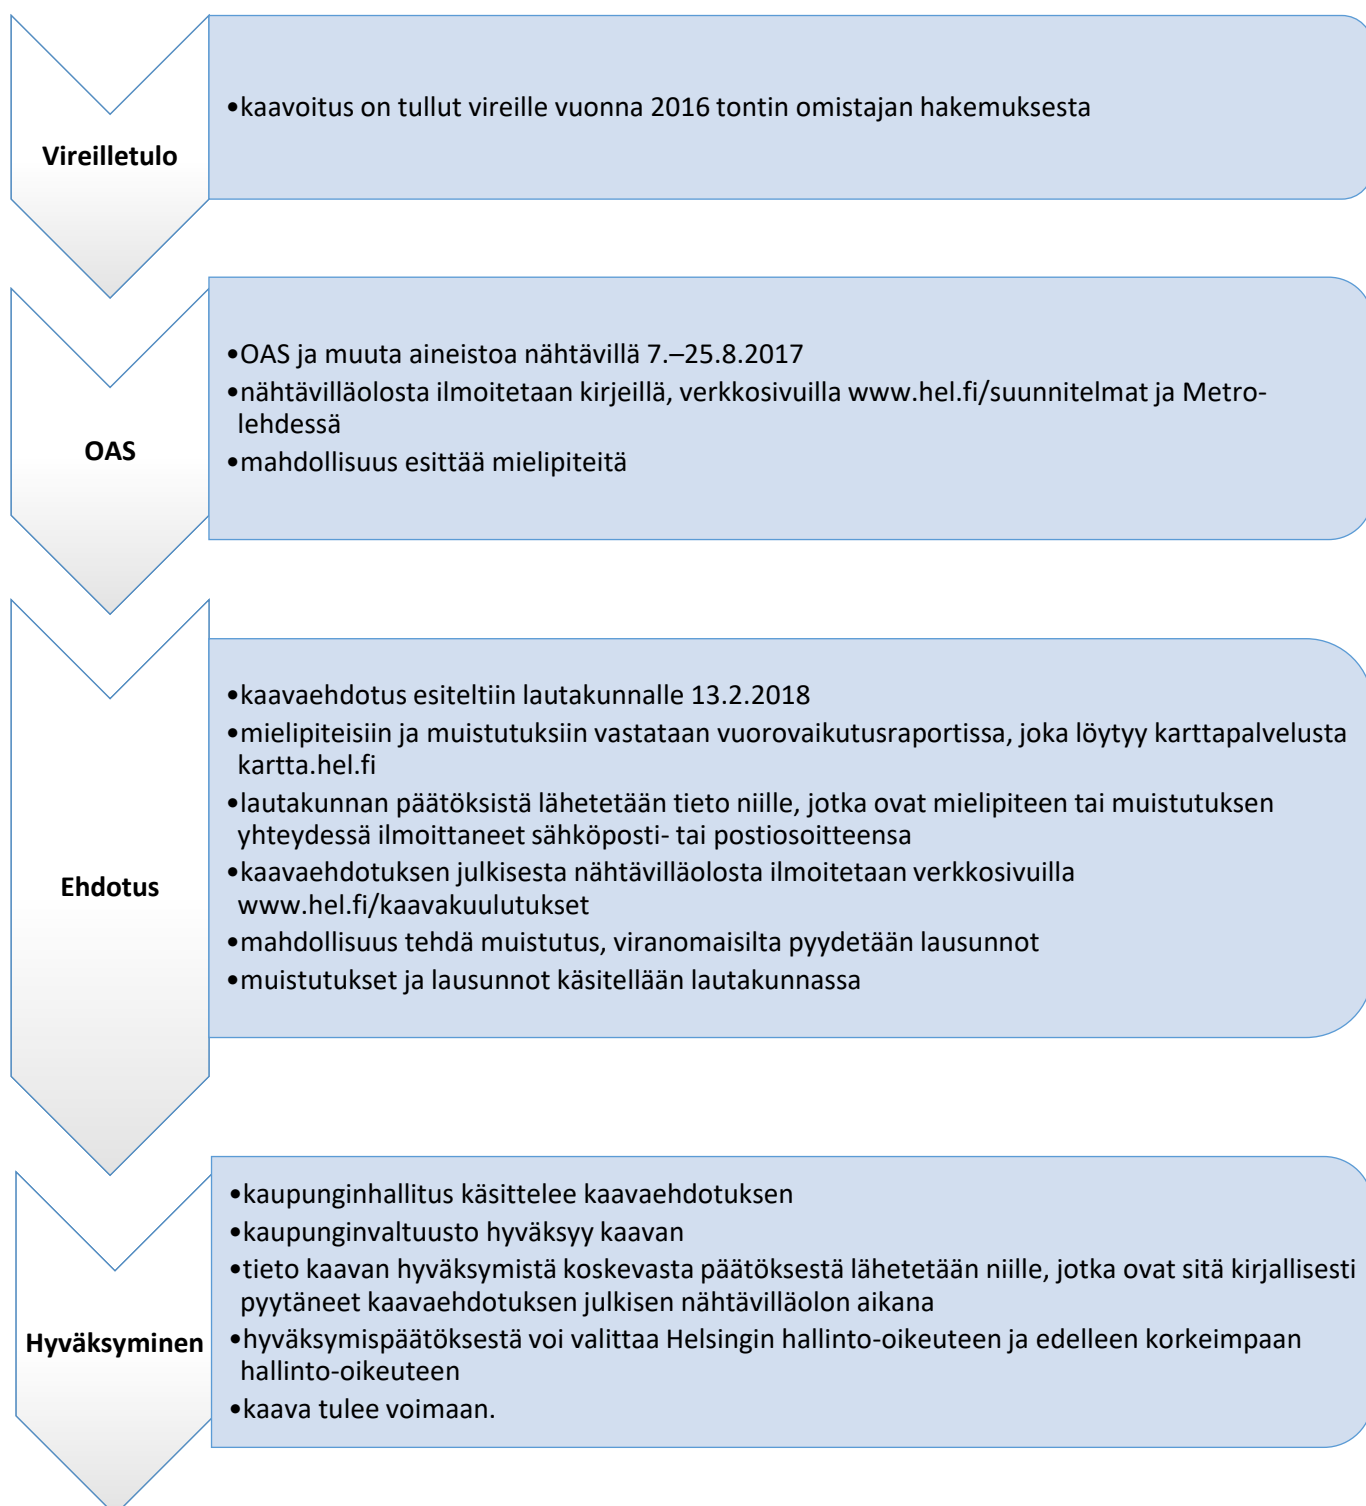 Vireilletulo
•kaavoitus on tullut vireille vuonna 2016 tontin omistajan hakemuksesta
OAS
•OAS ja muuta aineistoa nähtävillä 7.–25.8.2017
•nähtävilläolosta ilmoitetaan kirjeillä, verkkosivuilla www.hel.fi/suunnitelmat ja Metro-
lehdessä
•mahdollisuus esittää mielipiteitä
Ehdotus
•kaavaehdotus esiteltiin lautakunnalle 13.2.2018
•mielipiteisiin ja muistutuksiin vastataan vuorovaikutusraportissa, joka löytyy karttapalvelusta
kartta.hel.fi
•lautakunnan päätöksistä lähetetään tieto niille, jotka ovat mielipiteen tai muistutuksen
yhteydessä ilmoittaneet sähköposti- tai postiosoitteensa
•kaavaehdotuksen julkisesta nähtävilläolosta ilmoitetaan verkkosivuilla
www.hel.fi/kaavakuulutukset
•mahdollisuus tehdä muistutus, viranomaisilta pyydetään lausunnot
•muistutukset ja lausunnot käsitellään lautakunnassa
Hyväksyminen
•kaupunginhallitus käsittelee kaavaehdotuksen
•kaupunginvaltuusto hyväksyy kaavan
•tieto kaavan hyväksymistä koskevasta päätöksestä lähetetään niille, jotka ovat sitä kirjallisesti
pyytäneet kaavaehdotuksen julkisen nähtävilläolon aikana
•hyväksymispäätöksestä voi valittaa Helsingin hallinto-oikeuteen ja edelleen korkeimpaan
hallinto-oikeuteen
•kaava tulee voimaan.